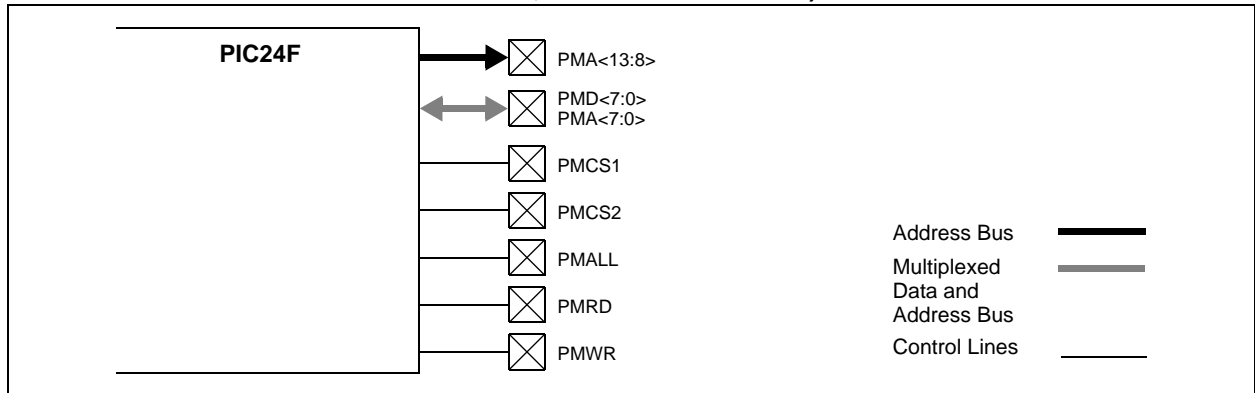 PIC24F
PMA<13:8>
PMD<7:0>
PMA<7:0>
PMCS1
PMCS2
PMALL
PMRD
PMWR
Address Bus
Multiplexed
Data and
Address Bus
Control Lines